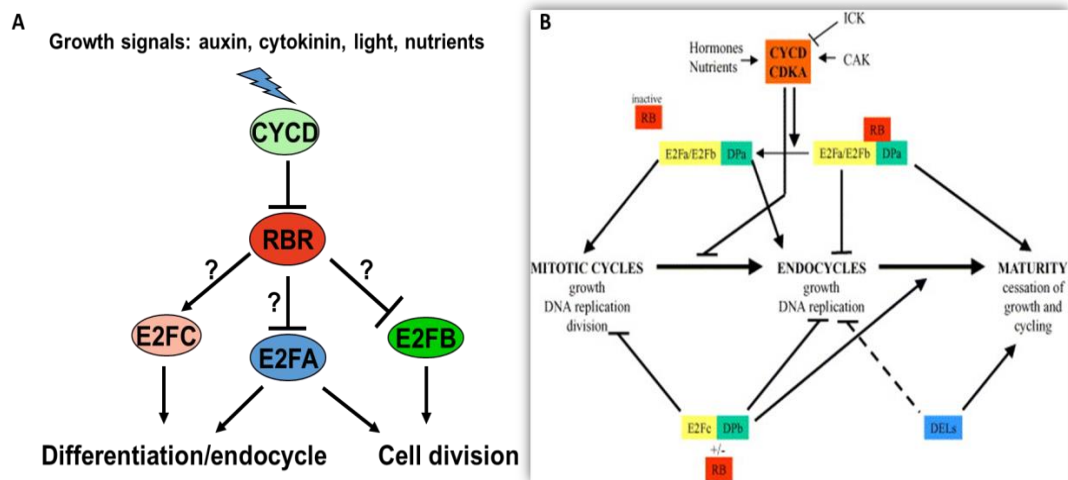 A
Growth signals: auxin, cytokinin, light, nutrients
CYCD
RBR
?
?
?
E2FC
E2FA
E2FB
Differentiation/endocycle
Cell division
B
ICK
Hormones
Nutrients
CYCD
CDKA
CAK
inactive
RB
RB
E2Fa/E2Fb DPa
E2Fa/E2Fb DPa
MITOTIC CYCLES
growth
DNA replication
division
ENDOCYCLES
growth
DNA replication
MATURITY
cessation of
growth and
cycling
E2Fc DPb
+/-
RB
DELs